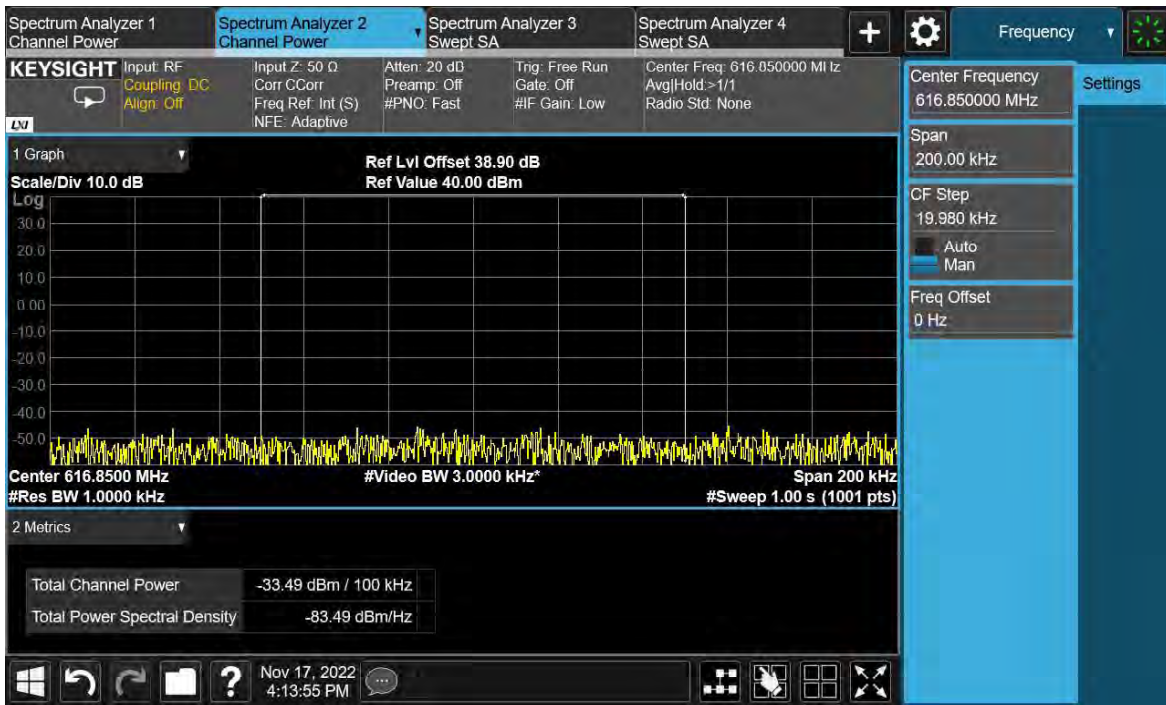 Spectrum Analyzer 1
Channel Power
Spectrum Analyzer 2
Channel Power
Spectrum Analyzer 3
Swept SA
Spectrum Analyzer 4
Swept SA
+
Frequency
KEYSIGHT
LXI
Input: RF
Coupling: DC
Align: Off
Input Z: 50 Ω
Corr CCorr
Freq Ref: Int (S)
NFE: Adaptive
Atten: 20 dB
Preamp: Off
#PNO: Fast
Trig: Free Run
Gate: Off
#IF Gain: Low
Center Freq: 616.850000 MHz
Avg|Hold:>1/1
Radio Std: None
Center Frequency
616.850000 MHz
Settings
Span
200.00 kHz
CF Step
19.980 kHz
Auto
Man
Freq Offset
0 Hz
1 Graph
Scale/Div 10.0 dB
Ref Lvl Offset 38.90 dB
Ref Value 40.00 dBm
Log
30.0
20.0
10.0
0.00
-10.0
-20.0
-30.0
-40.0
-50.0
Center 616.8500 MHz
#Video BW 3.0000 kHz*
Span 200 kHz
#Res BW 1.0000 kHz
#Sweep 1.00 s (1001 pts)
2 Metrics
Total Channel Power -33.49 dBm / 100 kHz
Total Power Spectral Density -83.49 dBm/Hz
?
Nov 17, 2022
4:13:55 PM